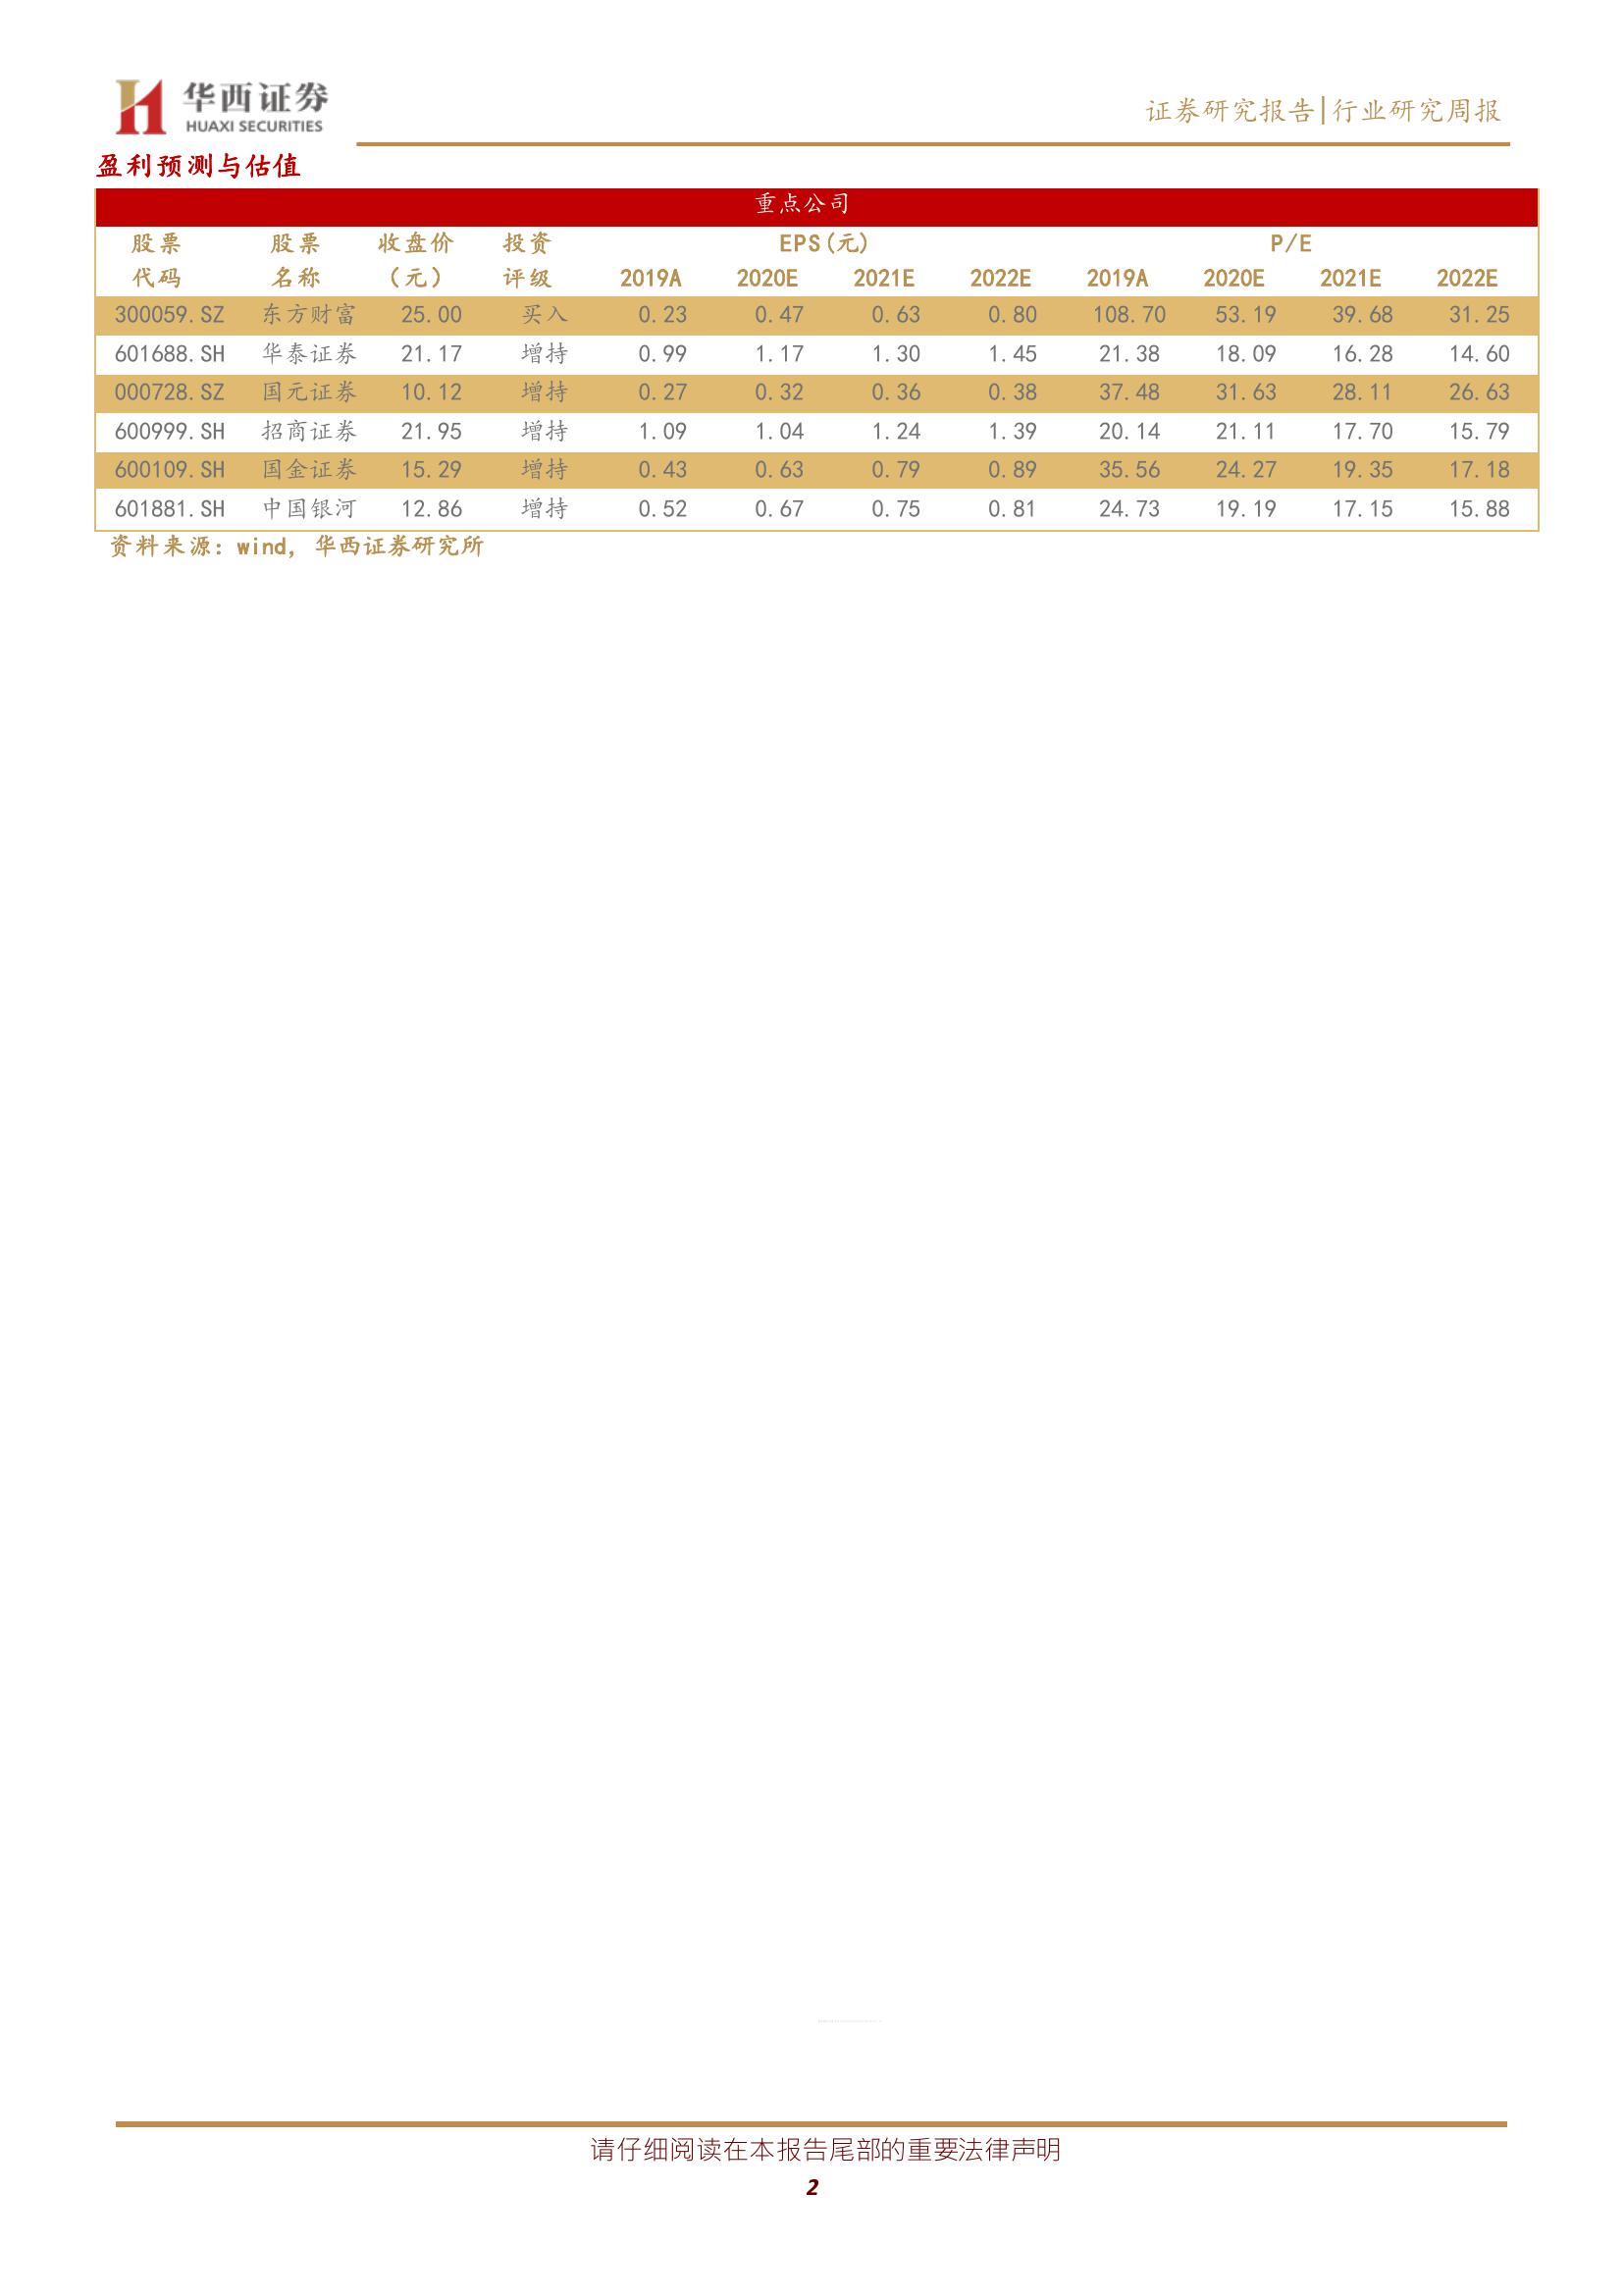 华西证券
HUAXI SECURITIES
证券研究报告|行业研究周报
盈利预测与估值
重点公司
股票 股票 收盘价 投资 EPS(元) P/E
代码 名称 (元) 评级 2019A 2020E 2021E 2022E 2019A 2020E 2021E 2022E
300059.SZ 东方财富 25.00 买入 0.23 0.47 0.63 0.80 108.70 53.19 39.68 31.25
601688.SH 华泰证券 21.17 增持 0.99 1.17 1.30 1.45 21.38 18.09 16.28 14.60
000728.SZ 国元证券 10.12 增持 0.27 0.32 0.36 0.38 37.48 31.63 28.11 26.63
600999.SH 招商证券 21.95 增持 1.09 1.04 1.24 1.39 20.14 21.11 17.70 15.79
600109.SH 国金证券 15.29 增持 0.43 0.63 0.79 0.89 35.56 24.27 19.35 17.18
601881.SH 中国银河 12.86 增持 0.52 0.67 0.75 0.81 24.73 19.19 17.15 15.88
资料来源: wind, 华西证券研究所
请仔细阅读在本报告尾部的重要法律声明
2